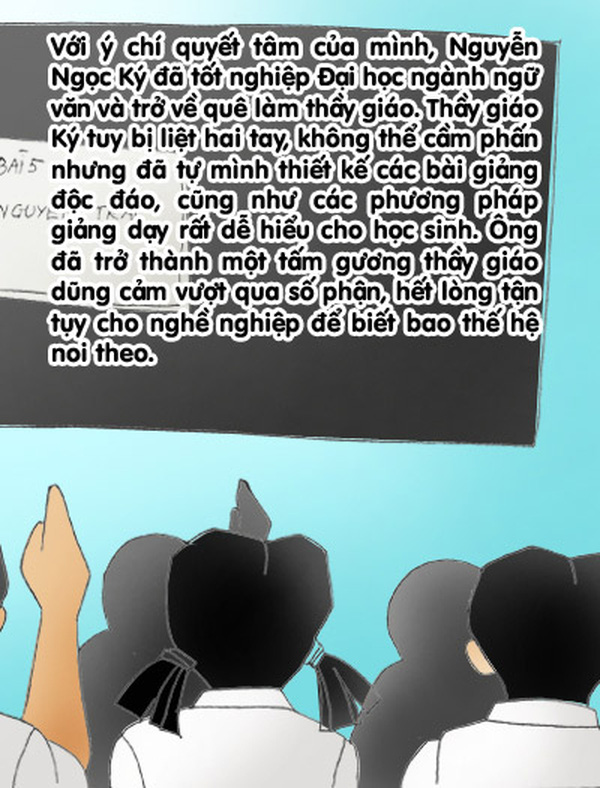 Với ý chí quyết tâm của mình, Nguyễn
Ngọc Ký đã tốt nghiệp Đại học ngành ngữ
văn và trở về quê làm thầy giáo. Thầy giáo
Ký tuy bị liệt hai tay, không thể cầm phấn
nhưng đã tự mình thiết kế các bài giảng
độc đáo, cũng như các phương pháp
giảng dạy rất dễ hiểu cho học sinh. Ông
đã trở thành một tấm gương thầy giáo
dũng cảm vượt qua số phận, hết lòng tận
tụy cho nghề nghiệp để biết bao thế hệ
noi theo.
BÀI 5